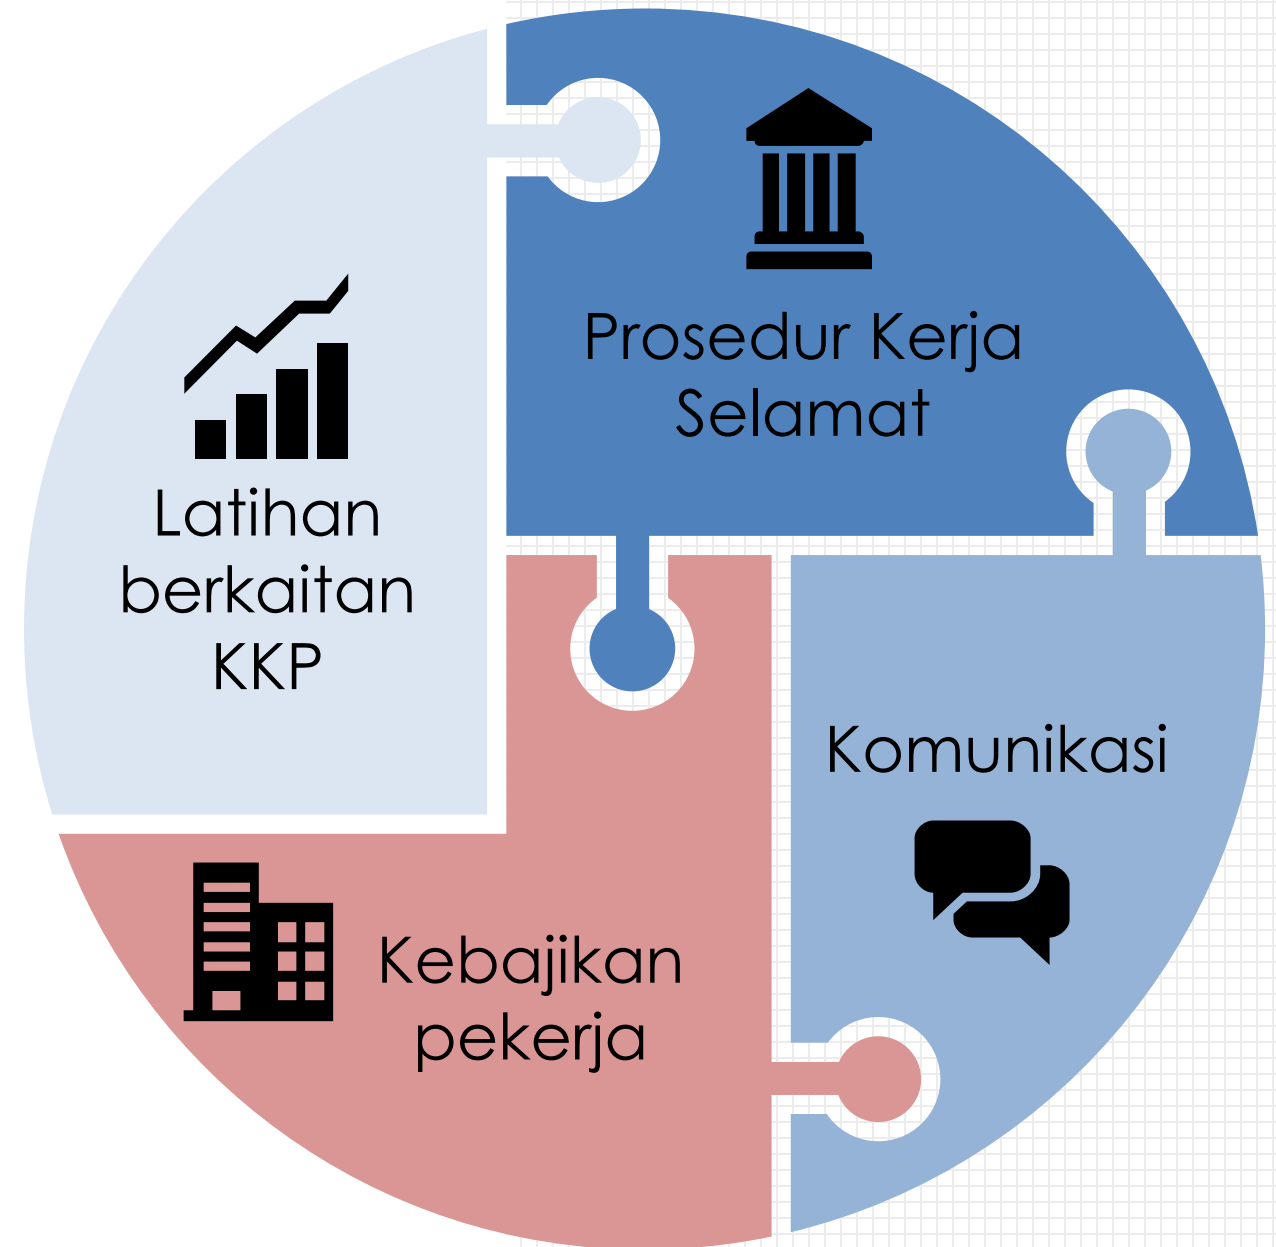 Prosedur Kerja
Selamat
Latihan
berkaitan
KKP
Komunikasi
Kebajikan
pekerja